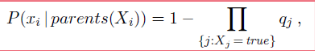 P(x_i | parents(X_i)) = 1 − ∏_{\{j:X_j = true\}} q_j ,